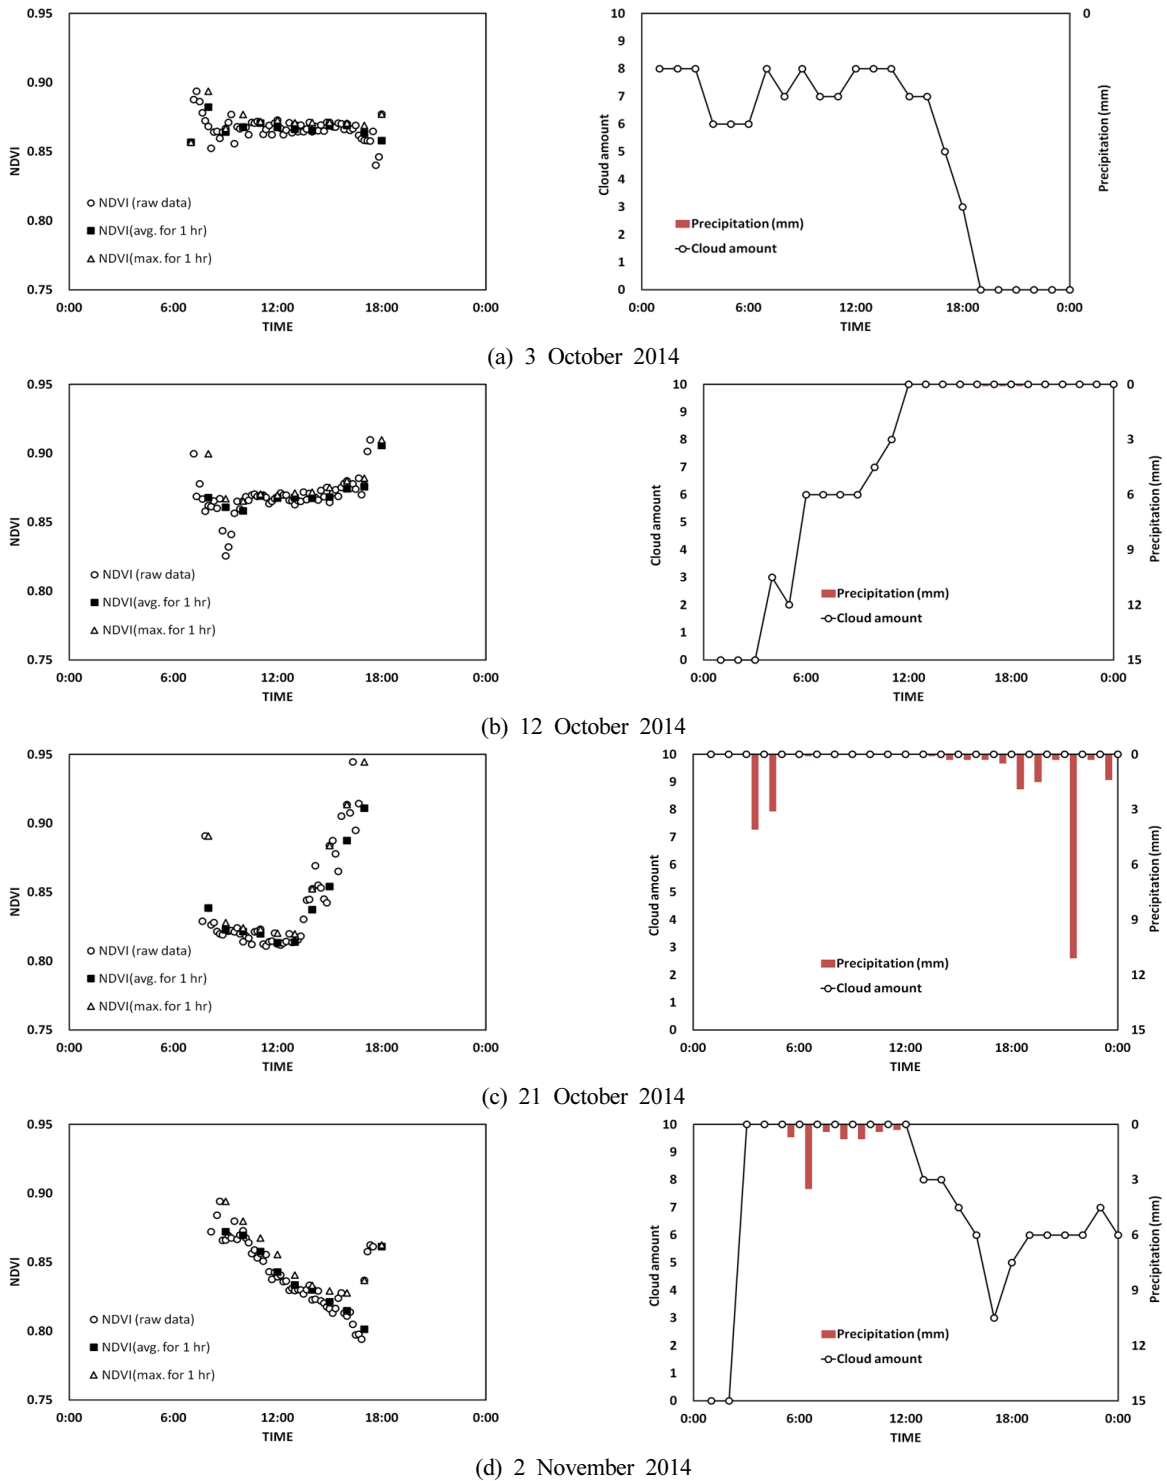 0.95
0.90
0.85
0.80
0.75
NDVI
NDVI (raw data)
NDVI(avg. for 1 hr)
NDVI(max. for 1 hr)
0:00 6:00 12:00 18:00 0:00
TIME
10
9
8
7
6
5
4
3
2
1
0
Cloud amount
Precipitation (mm)
Cloud amount
0
Precipitation (mm)
0:00 6:00 12:00 18:00 0:00
TIME
(a) 3 October 2014
0.95
0.90
0.85
0.80
0.75
NDVI
NDVI (raw data)
NDVI(avg. for 1 hr)
NDVI(max. for 1 hr)
0:00 6:00 12:00 18:00 0:00
TIME
10
9
8
7
6
5
4
3
2
1
0
Cloud amount
Precipitation (mm)
Cloud amount
0
3
6
9
12
15
Precipitation (mm)
0:00 6:00 12:00 18:00 0:00
TIME
(b) 12 October 2014
0.95
0.90
0.85
0.80
0.75
NDVI
NDVI (raw data)
NDVI(avg. for 1 hr)
NDVI(max. for 1 hr)
0:00 6:00 12:00 18:00 0:00
TIME
10
9
8
7
6
5
4
3
2
1
0
Cloud amount
Precipitation (mm)
Cloud amount
0
3
6
9
12
15
Precipitation (mm)
0:00 6:00 12:00 18:00 0:00
TIME
(c) 21 October 2014
0.95
0.90
0.85
0.80
0.75
NDVI
NDVI (raw data)
NDVI(avg. for 1 hr)
NDVI(max. for 1 hr)
0:00 6:00 12:00 18:00 0:00
TIME
10
9
8
7
6
5
4
3
2
1
0
Cloud amount
Precipitation (mm)
Cloud amount
0
3
6
9
12
15
Precipitation (mm)
0:00 6:00 12:00 18:00 0:00
TIME
(d) 2 November 2014